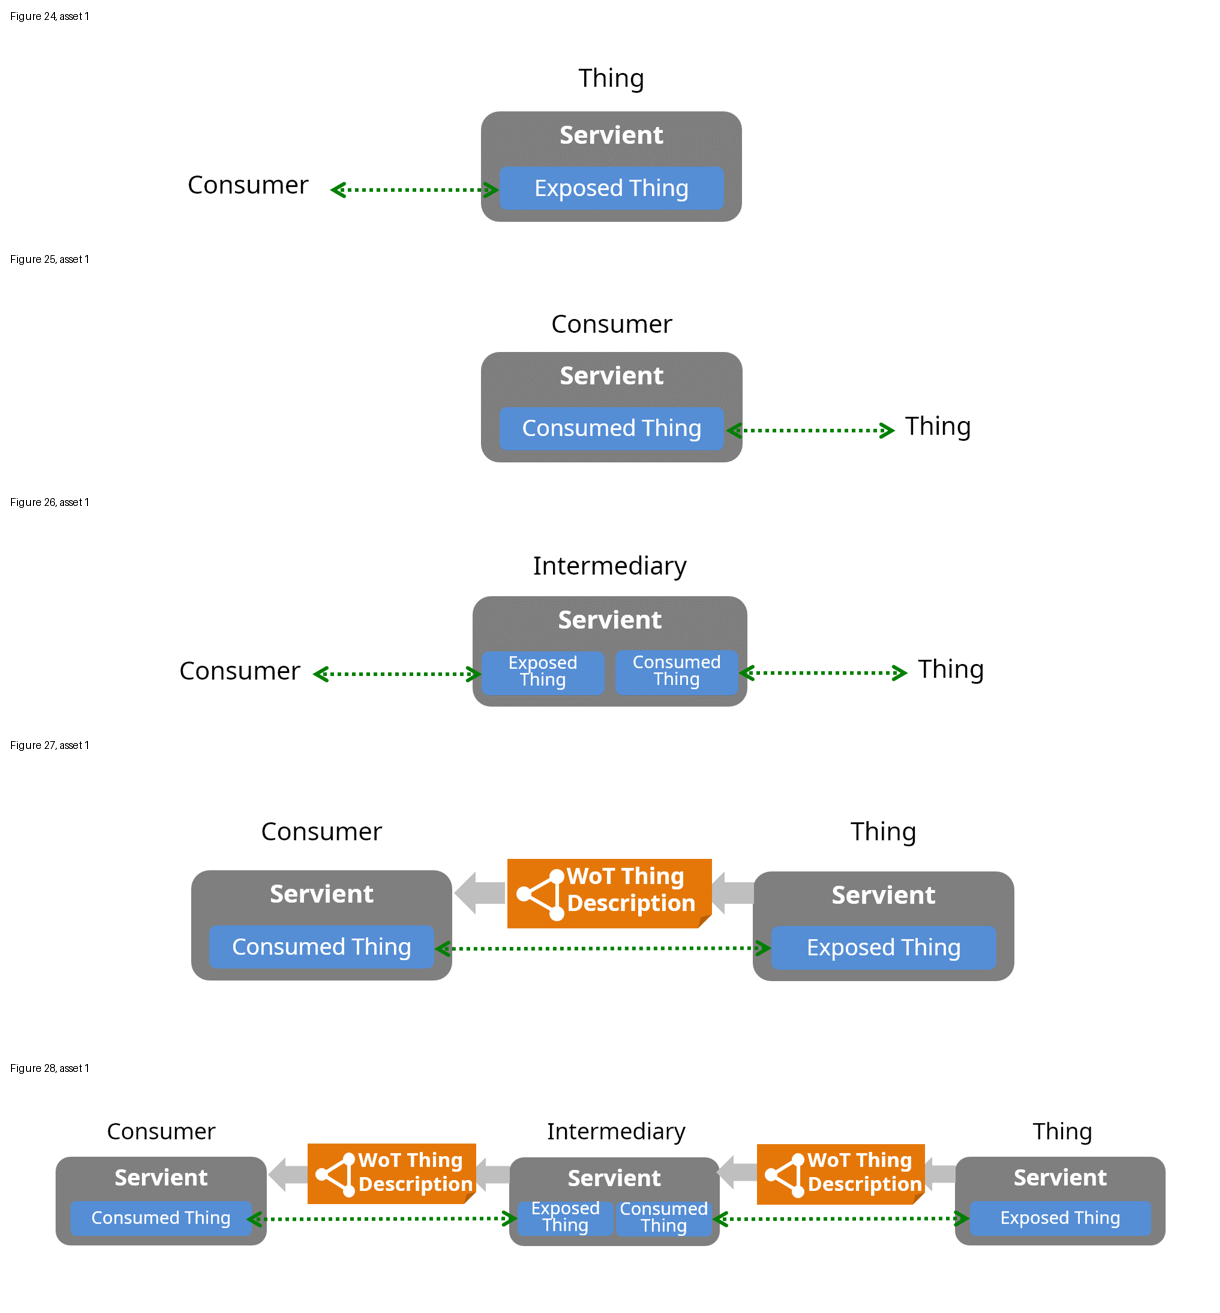 Figure 24, asset 1
Thing
Servient
Consumer
Exposed Thing
Figure 25, asset 1
Consumer
Servient
Consumed Thing
Thing
Figure 26, asset 1
Intermediary
Servient
Consumer
Exposed
Thing
Consumed
Thing
Thing
Figure 27, asset 1
Consumer
Thing
Servient
WoT Thing
Description
Servient
Consumed Thing
Exposed Thing
Figure 28, asset 1
Consumer
Intermediary
Thing
Servient
WoT Thing
Description
Servient
WoT Thing
Description
Servient
Consumed Thing
Exposed
Thing
Consumed
Thing
Exposed Thing